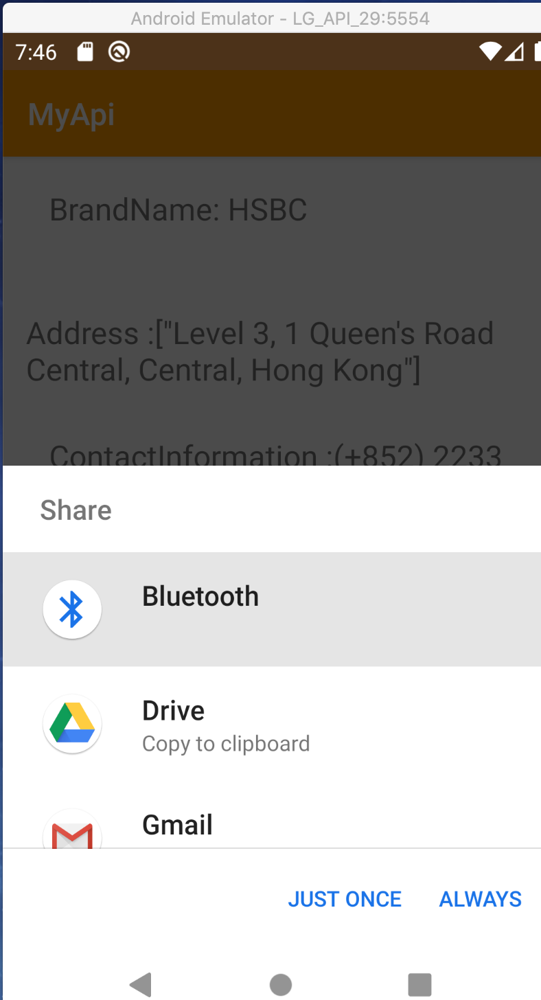 Android Emulator - LG_API_29:5554
7:46
MyApi
BrandName: HSBC
Address :["Level 3, 1 Queen's Road
Central, Central, Hong Kong"]
ContactInformation :(+852) 2233
Share
Bluetooth
Drive
Copy to clipboard
Gmail
JUST ONCE ALWAYS